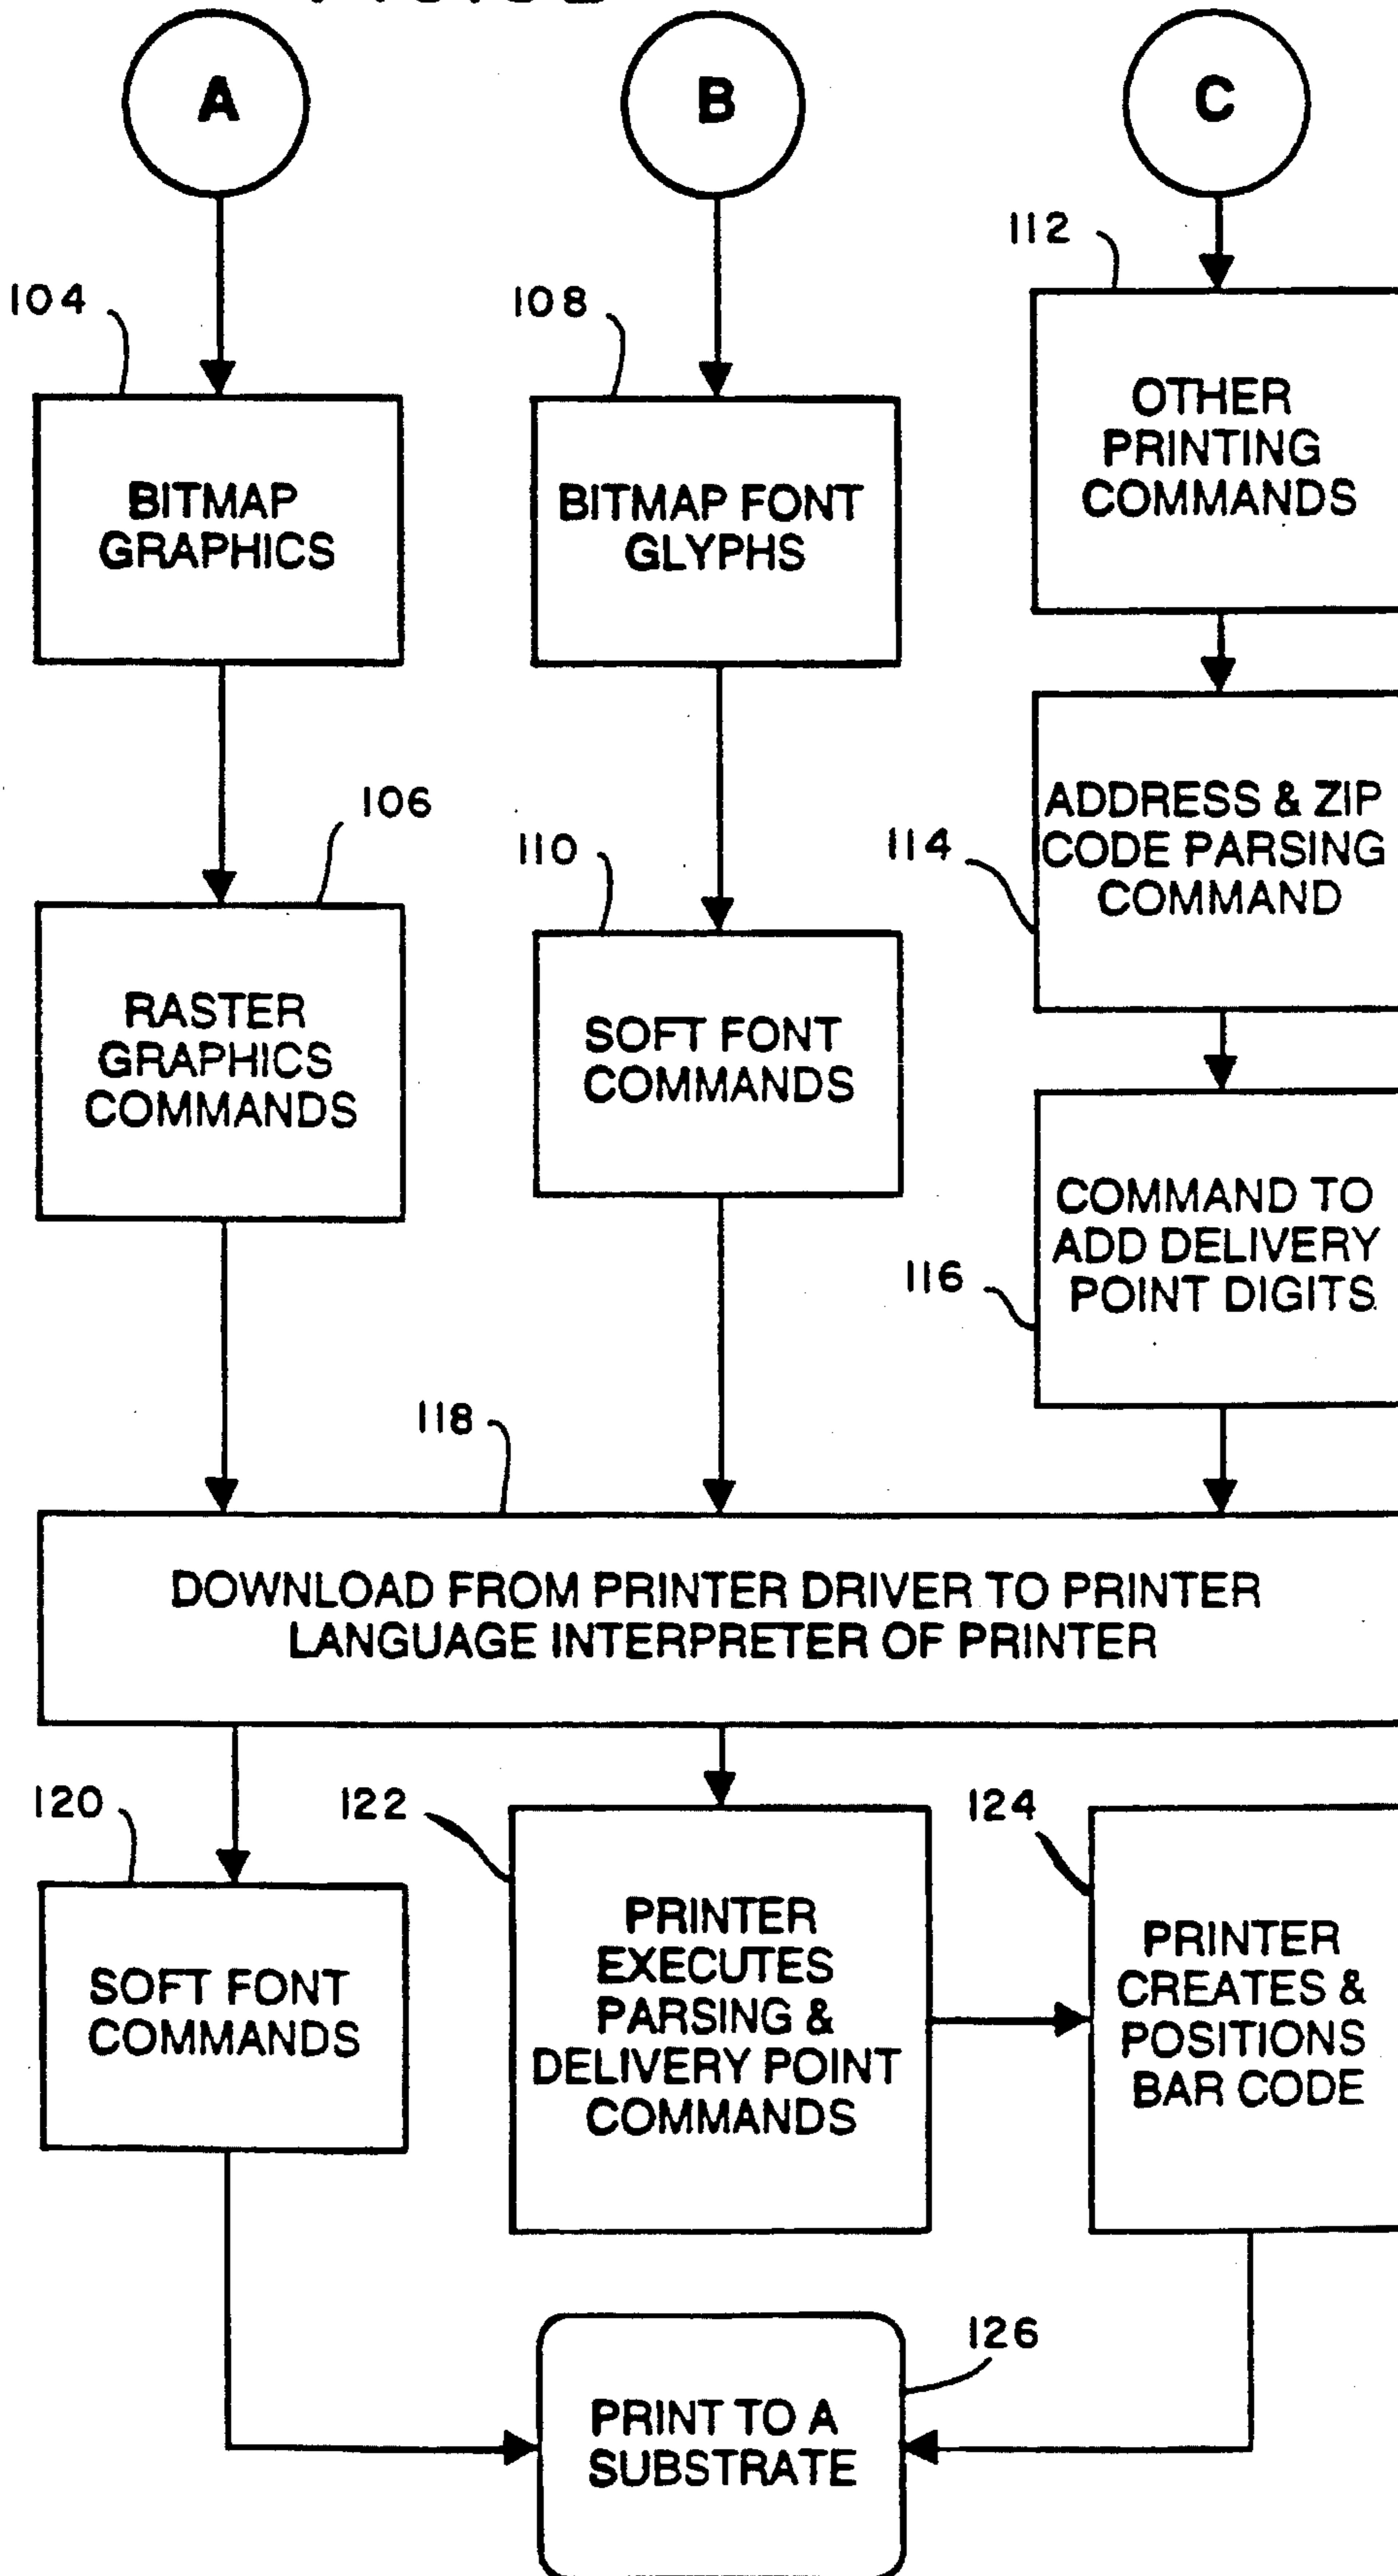 A
B
C
112
104
108
OTHER
PRINTING
COMMANDS
BITMAP
GRAPHICS
BITMAP FONT
GLYPHS
106
110
114
ADDRESS & ZIP
CODE PARSING
COMMAND
RASTER
GRAPHICS
COMMANDS
SOFT FONT
COMMANDS
116
COMMAND TO
ADD DELIVERY
POINT DIGITS
118
DOWNLOAD FROM PRINTER DRIVER TO PRINTER
LANGUAGE INTERPRETER OF PRINTER
120
122
124
SOFT FONT
COMMANDS
PRINTER
EXECUTES
PARSING &
DELIVERY POINT
COMMANDS
PRINTER
CREATES &
POSITIONS
BAR CODE
126
PRINT TO A
SUBSTRATE